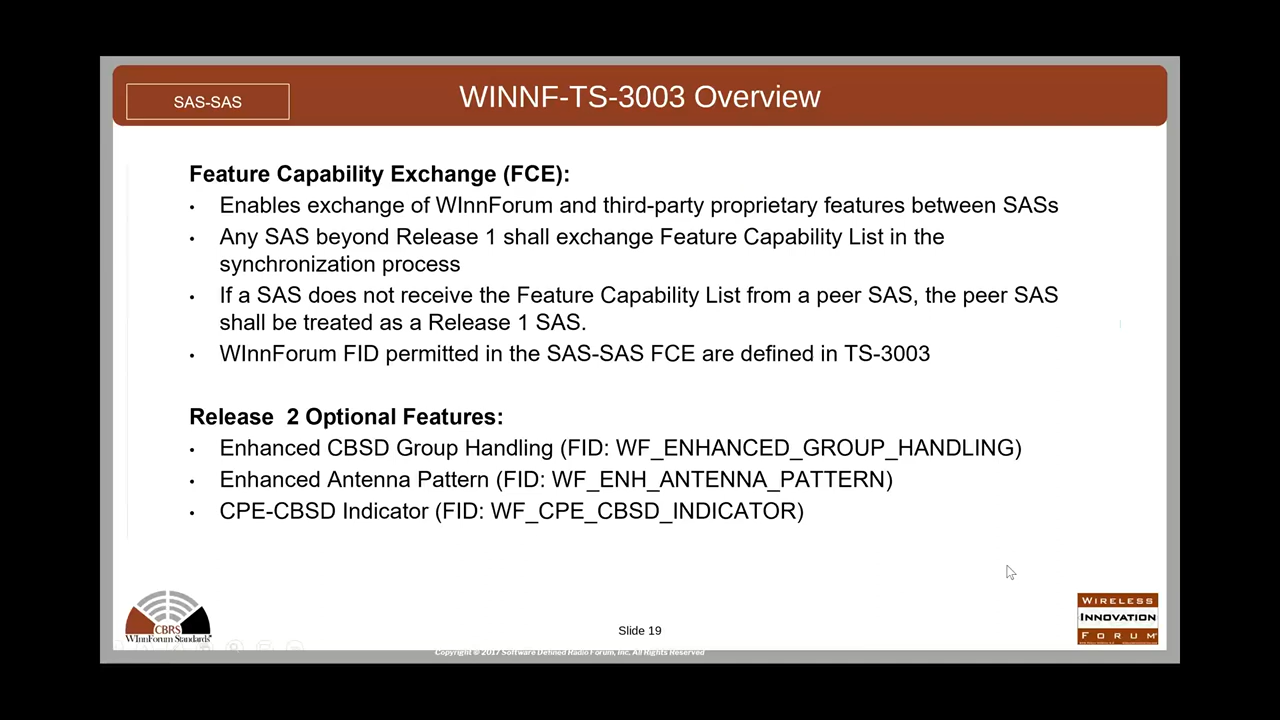 SAS-SAS
WINNF-TS-3003 Overview
Feature Capability Exchange (FCE):
• Enables exchange of WInnForum and third-party proprietary features between SASs
• Any SAS beyond Release 1 shall exchange Feature Capability List in the
synchronization process
• If a SAS does not receive the Feature Capability List from a peer SAS, the peer SAS
shall be treated as a Release 1 SAS.
• WInnForum FID permitted in the SAS-SAS FCE are defined in TS-3003
Release  2 Optional Features:
• Enhanced CBSD Group Handling (FID: WF_ENHANCED_GROUP_HANDLING)
• Enhanced Antenna Pattern (FID: WF_ENH_ANTENNA_PATTERN)
• CPE-CBSD Indicator (FID: WF_CPE_CBSD_INDICATOR)
CBRS
WInnForum Standards
Slide 19
WIRELESS
INNOVATION
FORUM
Copyright © 2017 Software Defined Radio Forum, Inc. All Rights Reserved